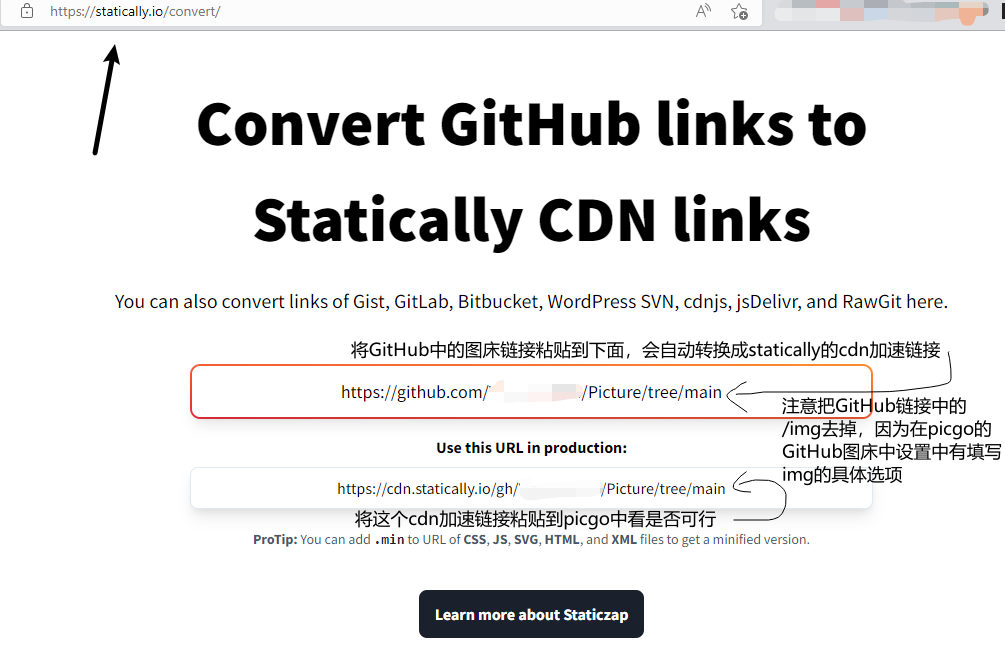 https://statically.io/convert/
Convert GitHub links to
Statically CDN links
You can also convert links of Gist, GitLab, Bitbucket, WordPress SVN, cdnjs, jsDelivr, and RawGit here.
将GitHub中的图床链接粘贴到下面，会自动转换成statically的cdn加速链接
https://github.com/ /Picture/tree/main
注意把GitHub链接中的
/img去掉，因为在picgo的
GitHub图床中设置中有填写
img的具体选项
Use this URL in production:
https://cdn.statically.io/gh/ /Picture/tree/main
将这个cdn加速链接粘贴到picgo中看是否可行
ProTip: You can add .min to URL of CSS, JS, SVG, HTML, and XML files to get a minified version.
Learn more about Staticzap